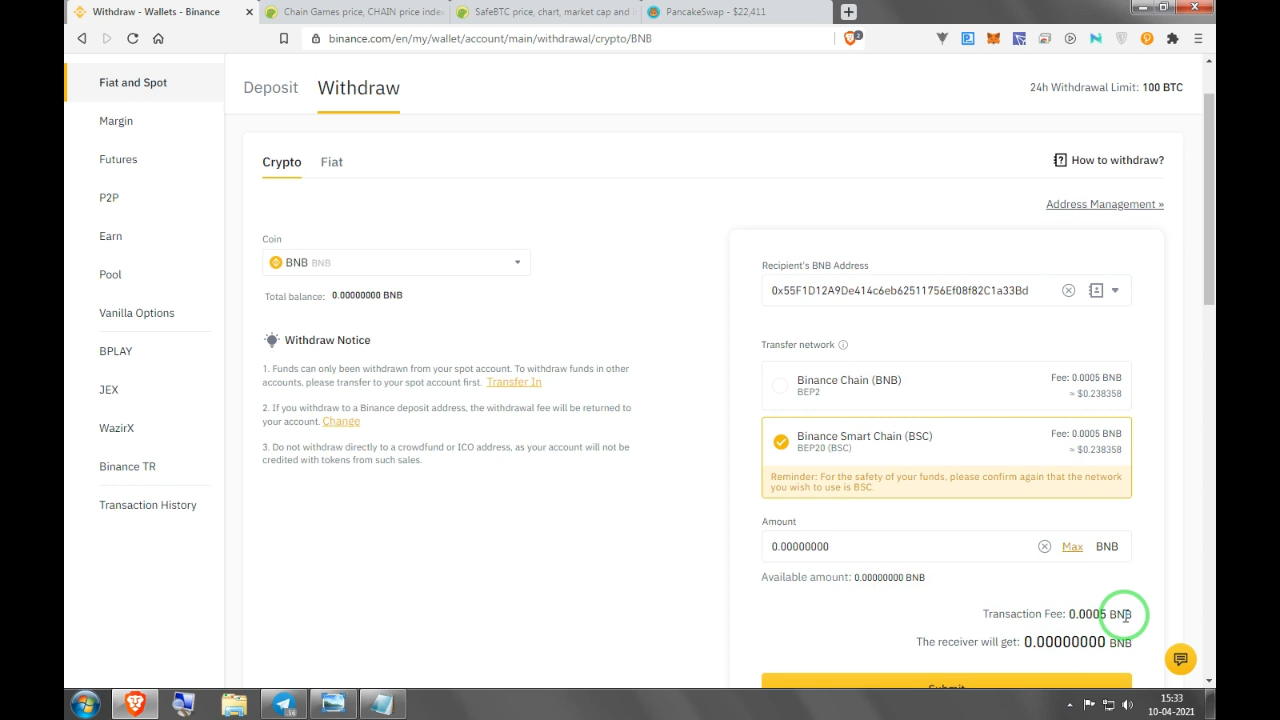 Withdraw - Wallets - Binance
Chain Games price, CHAIN price inde
SafeBTC price, chart, market cap and i
PancakeSwap - $22,411
binance.com/en/my/wallet/account/main/withdrawal/crypto/BNB
2
Fiat and Spot
Margin
Futures
P2P
Earn
Pool
Vanilla Options
BPLAY
JEX
WazirX
Binance TR
Transaction History
Deposit
Withdraw
24h Withdrawal Limit: 100 BTC
Crypto
Fiat
How to withdraw?
Address Management »
Coin
BNB BNB
Total balance: 0.00000000 BNB
Withdraw Notice
1. Funds can only been withdrawn from your spot account. To withdraw funds in other
accounts, please transfer to your spot account first. Transfer In
2. If you withdraw to a Binance deposit address, the withdrawal fee will be returned to
your account. Change
3. Do not withdraw directly to a crowdfund or ICO address, as your account will not be
credited with tokens from such sales.
Recipient's BNB Address
0x55F1D12A9De414c6eb62511756Ef08f82C1a33Bd
Transfer network
Binance Chain (BNB)
BEP2
Fee: 0.0005 BNB
≈ $0.238358
Binance Smart Chain (BSC)
BEP20 (BSC)
Fee: 0.0005 BNB
≈ $0.238358
Reminder: For the safety of your funds, please confirm again that the network
you wish to use is BSC.
Amount
0.00000000
Max
BNB
Available amount: 0.00000000 BNB
Transaction Fee: 0.0005 BNB
The receiver will get: 0.00000000 BNB
Submit
15:33
10-04-2021